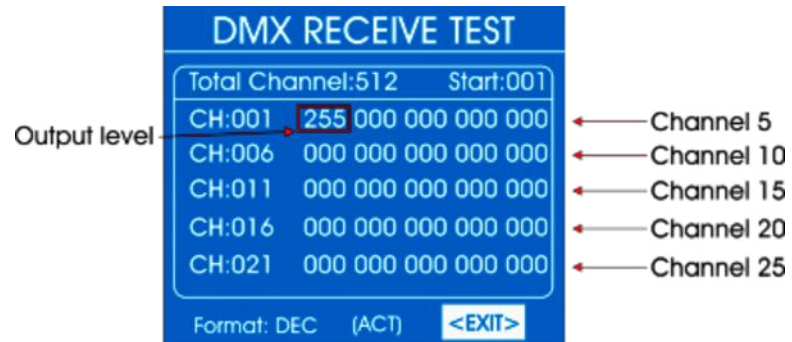 DMX RECEIVE TEST
Total Channel:512 Start:001
CH:001 255 000 000 000 000
Channel 5
Output level
CH:006 000 000 000 000 000
Channel 10
CH:011 000 000 000 000 000
Channel 15
CH:016 000 000 000 000 000
Channel 20
CH:021 000 000 000 000 000
Channel 25
Format: DEC (ACT) <EXIT>